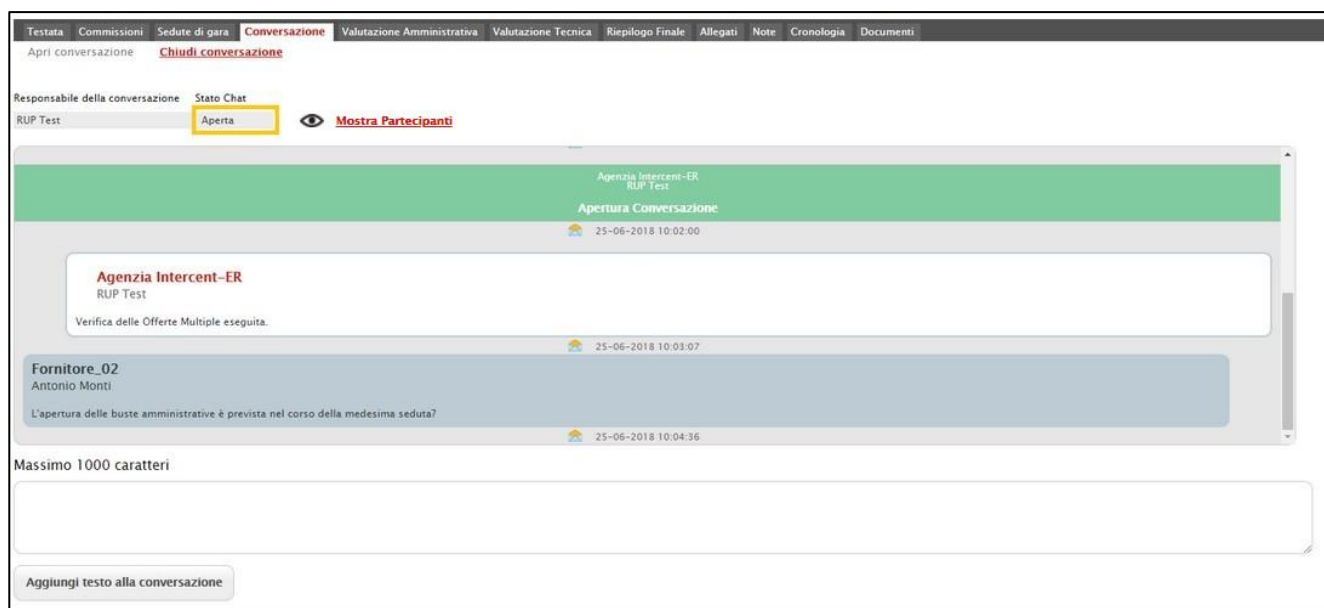 Testata Commissioni Sedute di gara Conversazione Valutazione Amministrativa Valutazione Tecnica Riepilogo Finale Allegati Note Cronologia Documenti
Apri conversazione Chiudi conversazione
Responsabile della conversazione Stato Chat
RUP Test Aperta Mostra Partecipanti
Agenzia Intercent-ER
RUP Test
Apertura Conversazione
25-06-2018 10:02:00
Agenzia Intercent-ER
RUP Test
Verifica delle Offerte Multiple eseguita.
25-06-2018 10:03:07
Fornitore_02
Antonio Monti
L'apertura delle buste amministrative è prevista nel corso della medesima seduta?
25-06-2018 10:04:36
Massimo 1000 caratteri
Aggiungi testo alla conversazione